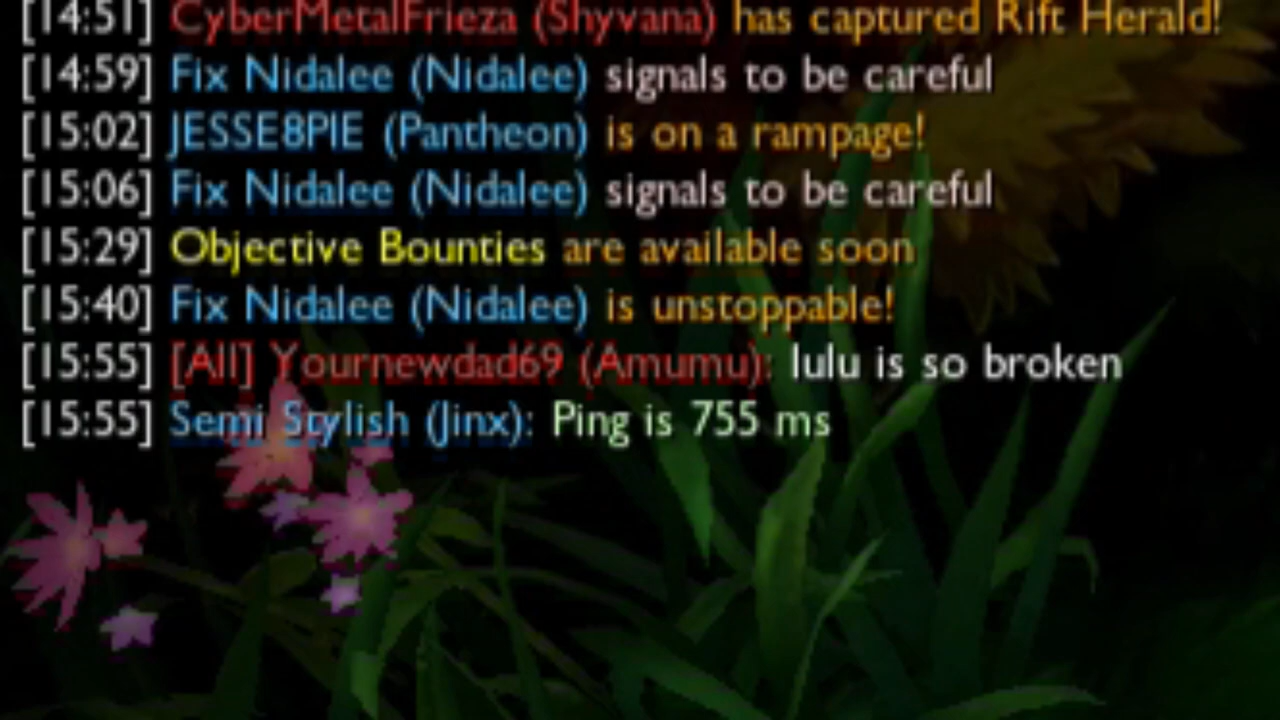 [14:51] CyberMetalFrieza (Shyvana) has captured Rift Herald!
[14:59] Fix Nidalee (Nidalee) signals to be careful
[15:02] JESSE8PIE (Pantheon) is on a rampage!
[15:06] Fix Nidalee (Nidalee) signals to be careful
[15:29] Objective Bounties are available soon
[15:40] Fix Nidalee (Nidalee) is unstoppable!
[15:55] [All] Yournewdad69 (Amumu): lulu is so broken
[15:55] Semi Stylish (Jinx): Ping is 755 ms